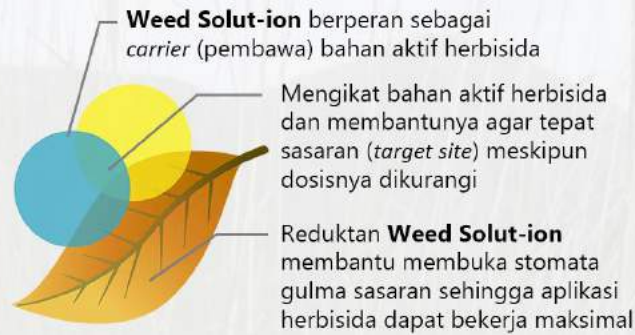 Weed Solut-ion berperan sebagai
carrier (pembawa) bahan aktif herbisida
Mengikat bahan aktif herbisida
dan membantunya agar tepat
sasaran (target site) meskipun
dosisnya dikurangi
Reduktan Weed Solut-ion
membantu membuka stomata
gulma sasaran sehingga aplikasi
herbisida dapat bekerja maksimal